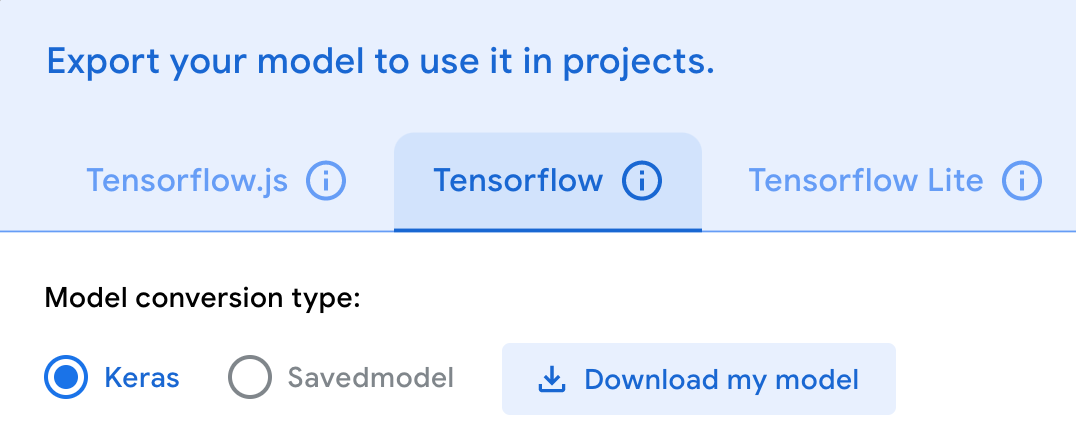 Export your model to use it in projects.
Tensorflow.js Tensorflow Tensorflow Lite
Model conversion type:
Keras Savedmodel Download my model